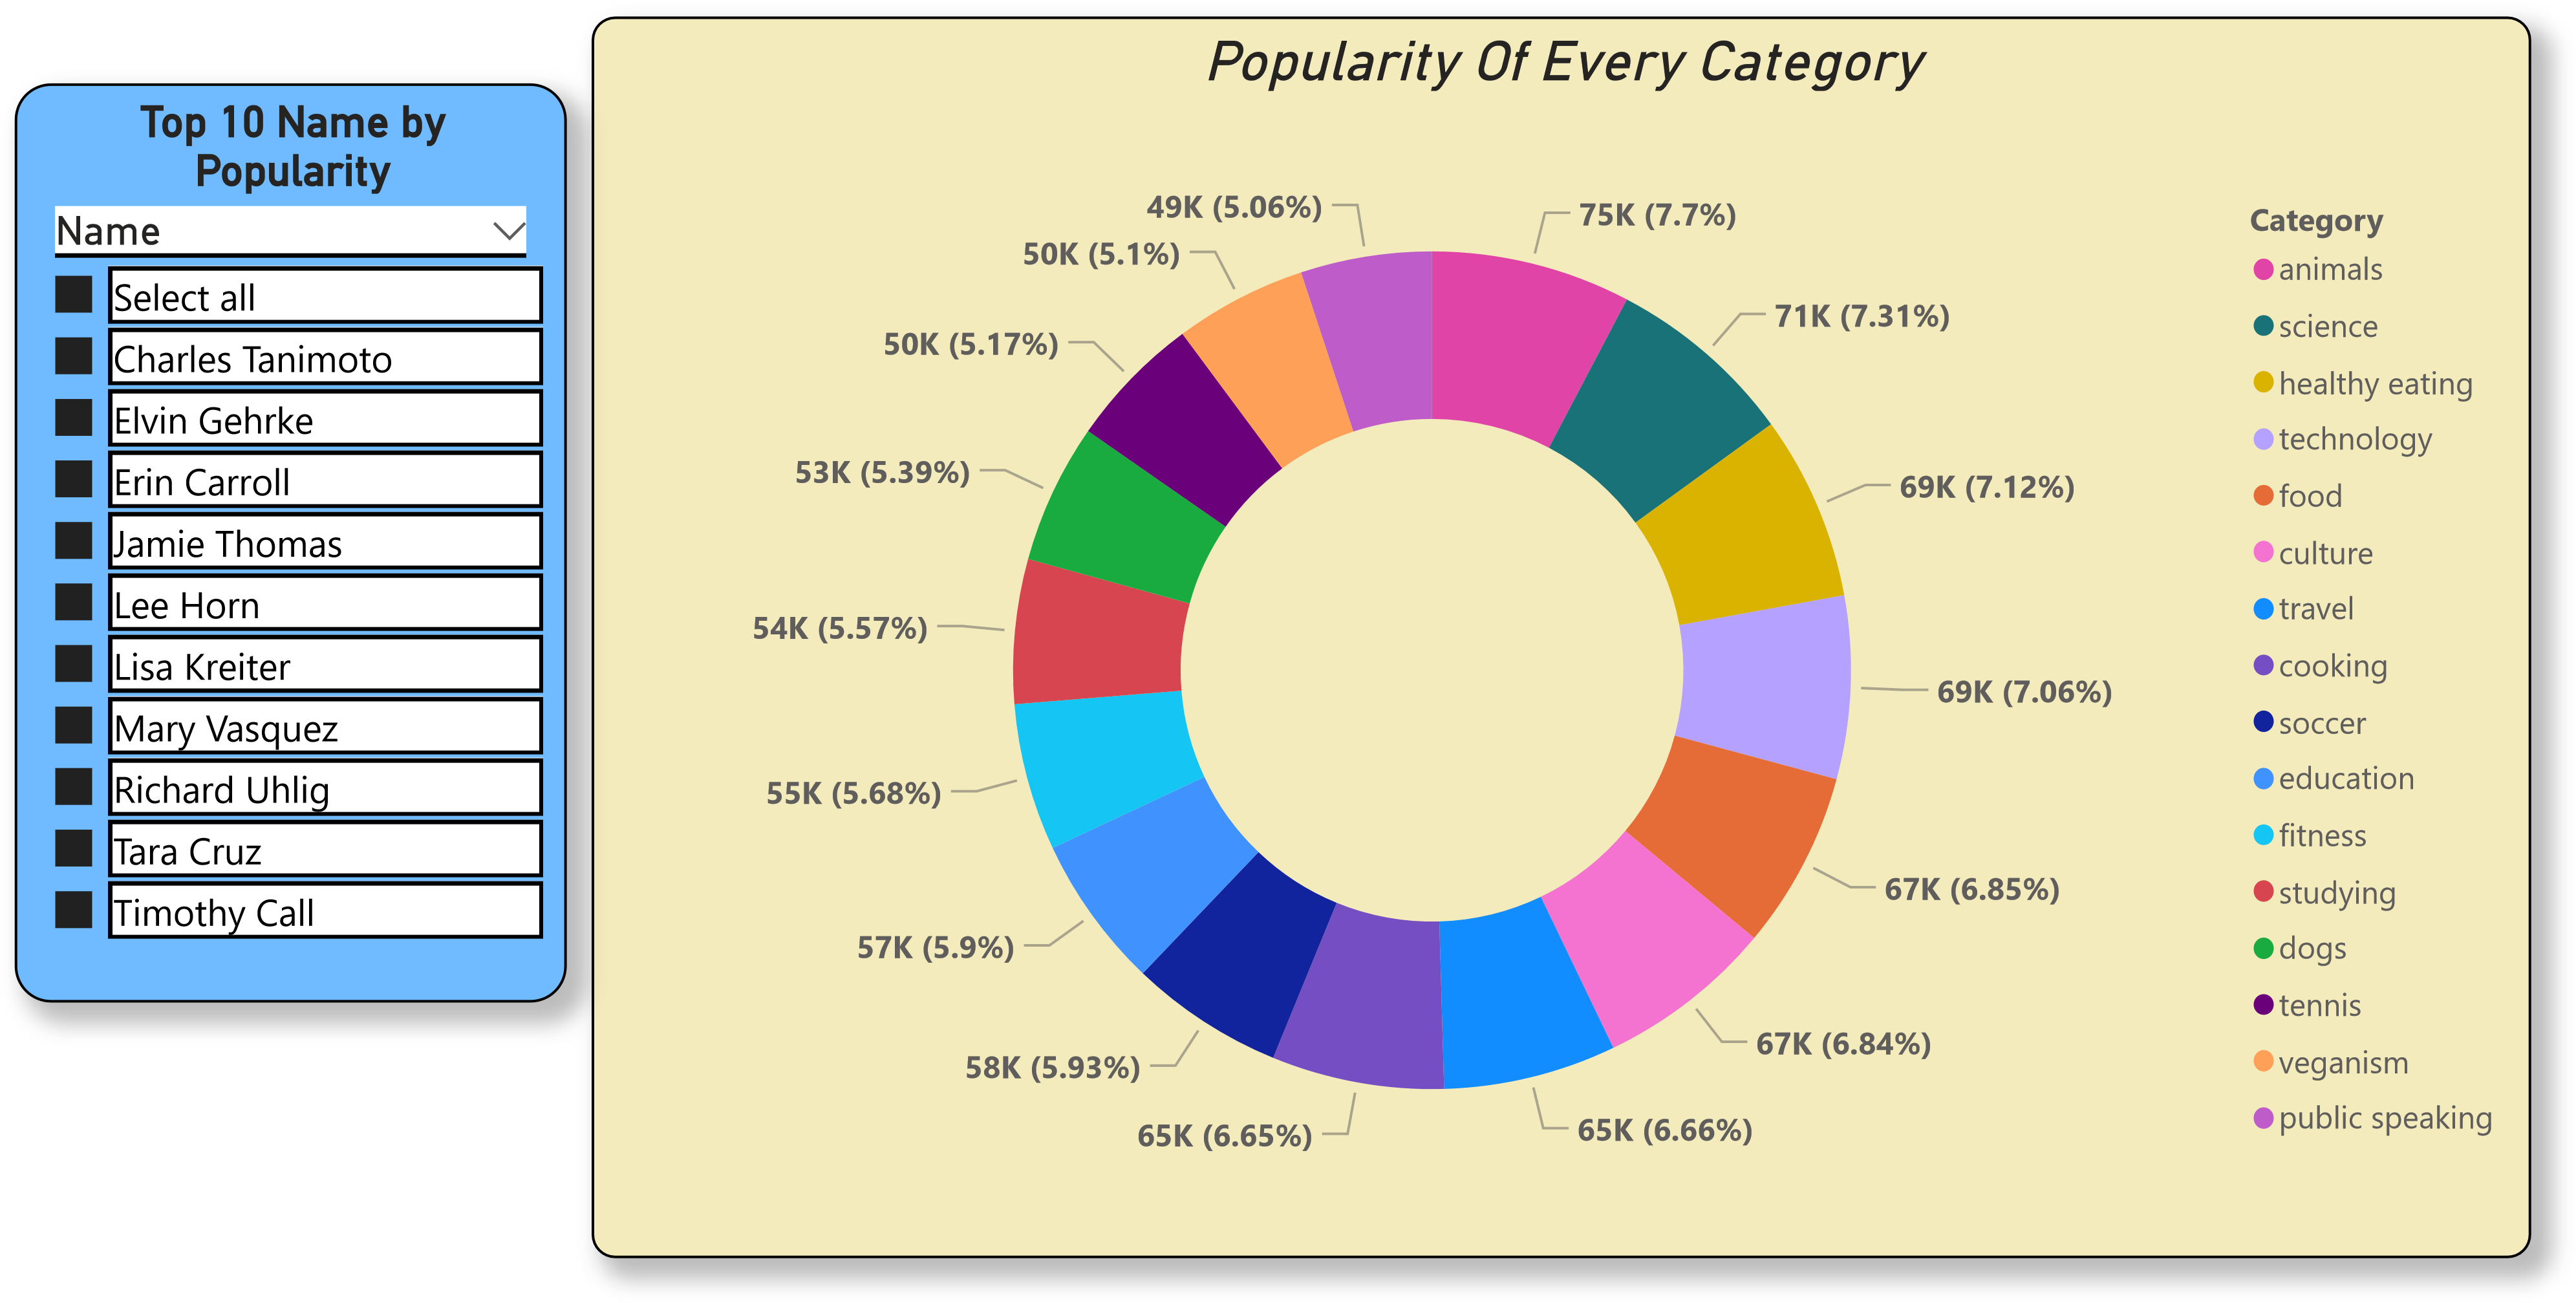 Top 10 Name by
Popularity
Name
Select all
Charles Tanimoto
Elvin Gehrke
Erin Carroll
Jamie Thomas
Lee Horn
Lisa Kreiter
Mary Vasquez
Richard Uhlig
Tara Cruz
Timothy Call
Popularity Of Every Category
75K (7.7%)
71K (7.31%)
69K (7.12%)
69K (7.06%)
67K (6.85%)
67K (6.84%)
65K (6.66%)
65K (6.65%)
58K (5.93%)
57K (5.9%)
55K (5.68%)
54K (5.57%)
53K (5.39%)
50K (5.17%)
50K (5.1%)
49K (5.06%)
Category
animals
science
healthy eating
technology
food
culture
travel
cooking
soccer
education
fitness
studying
dogs
tennis
veganism
public speaking